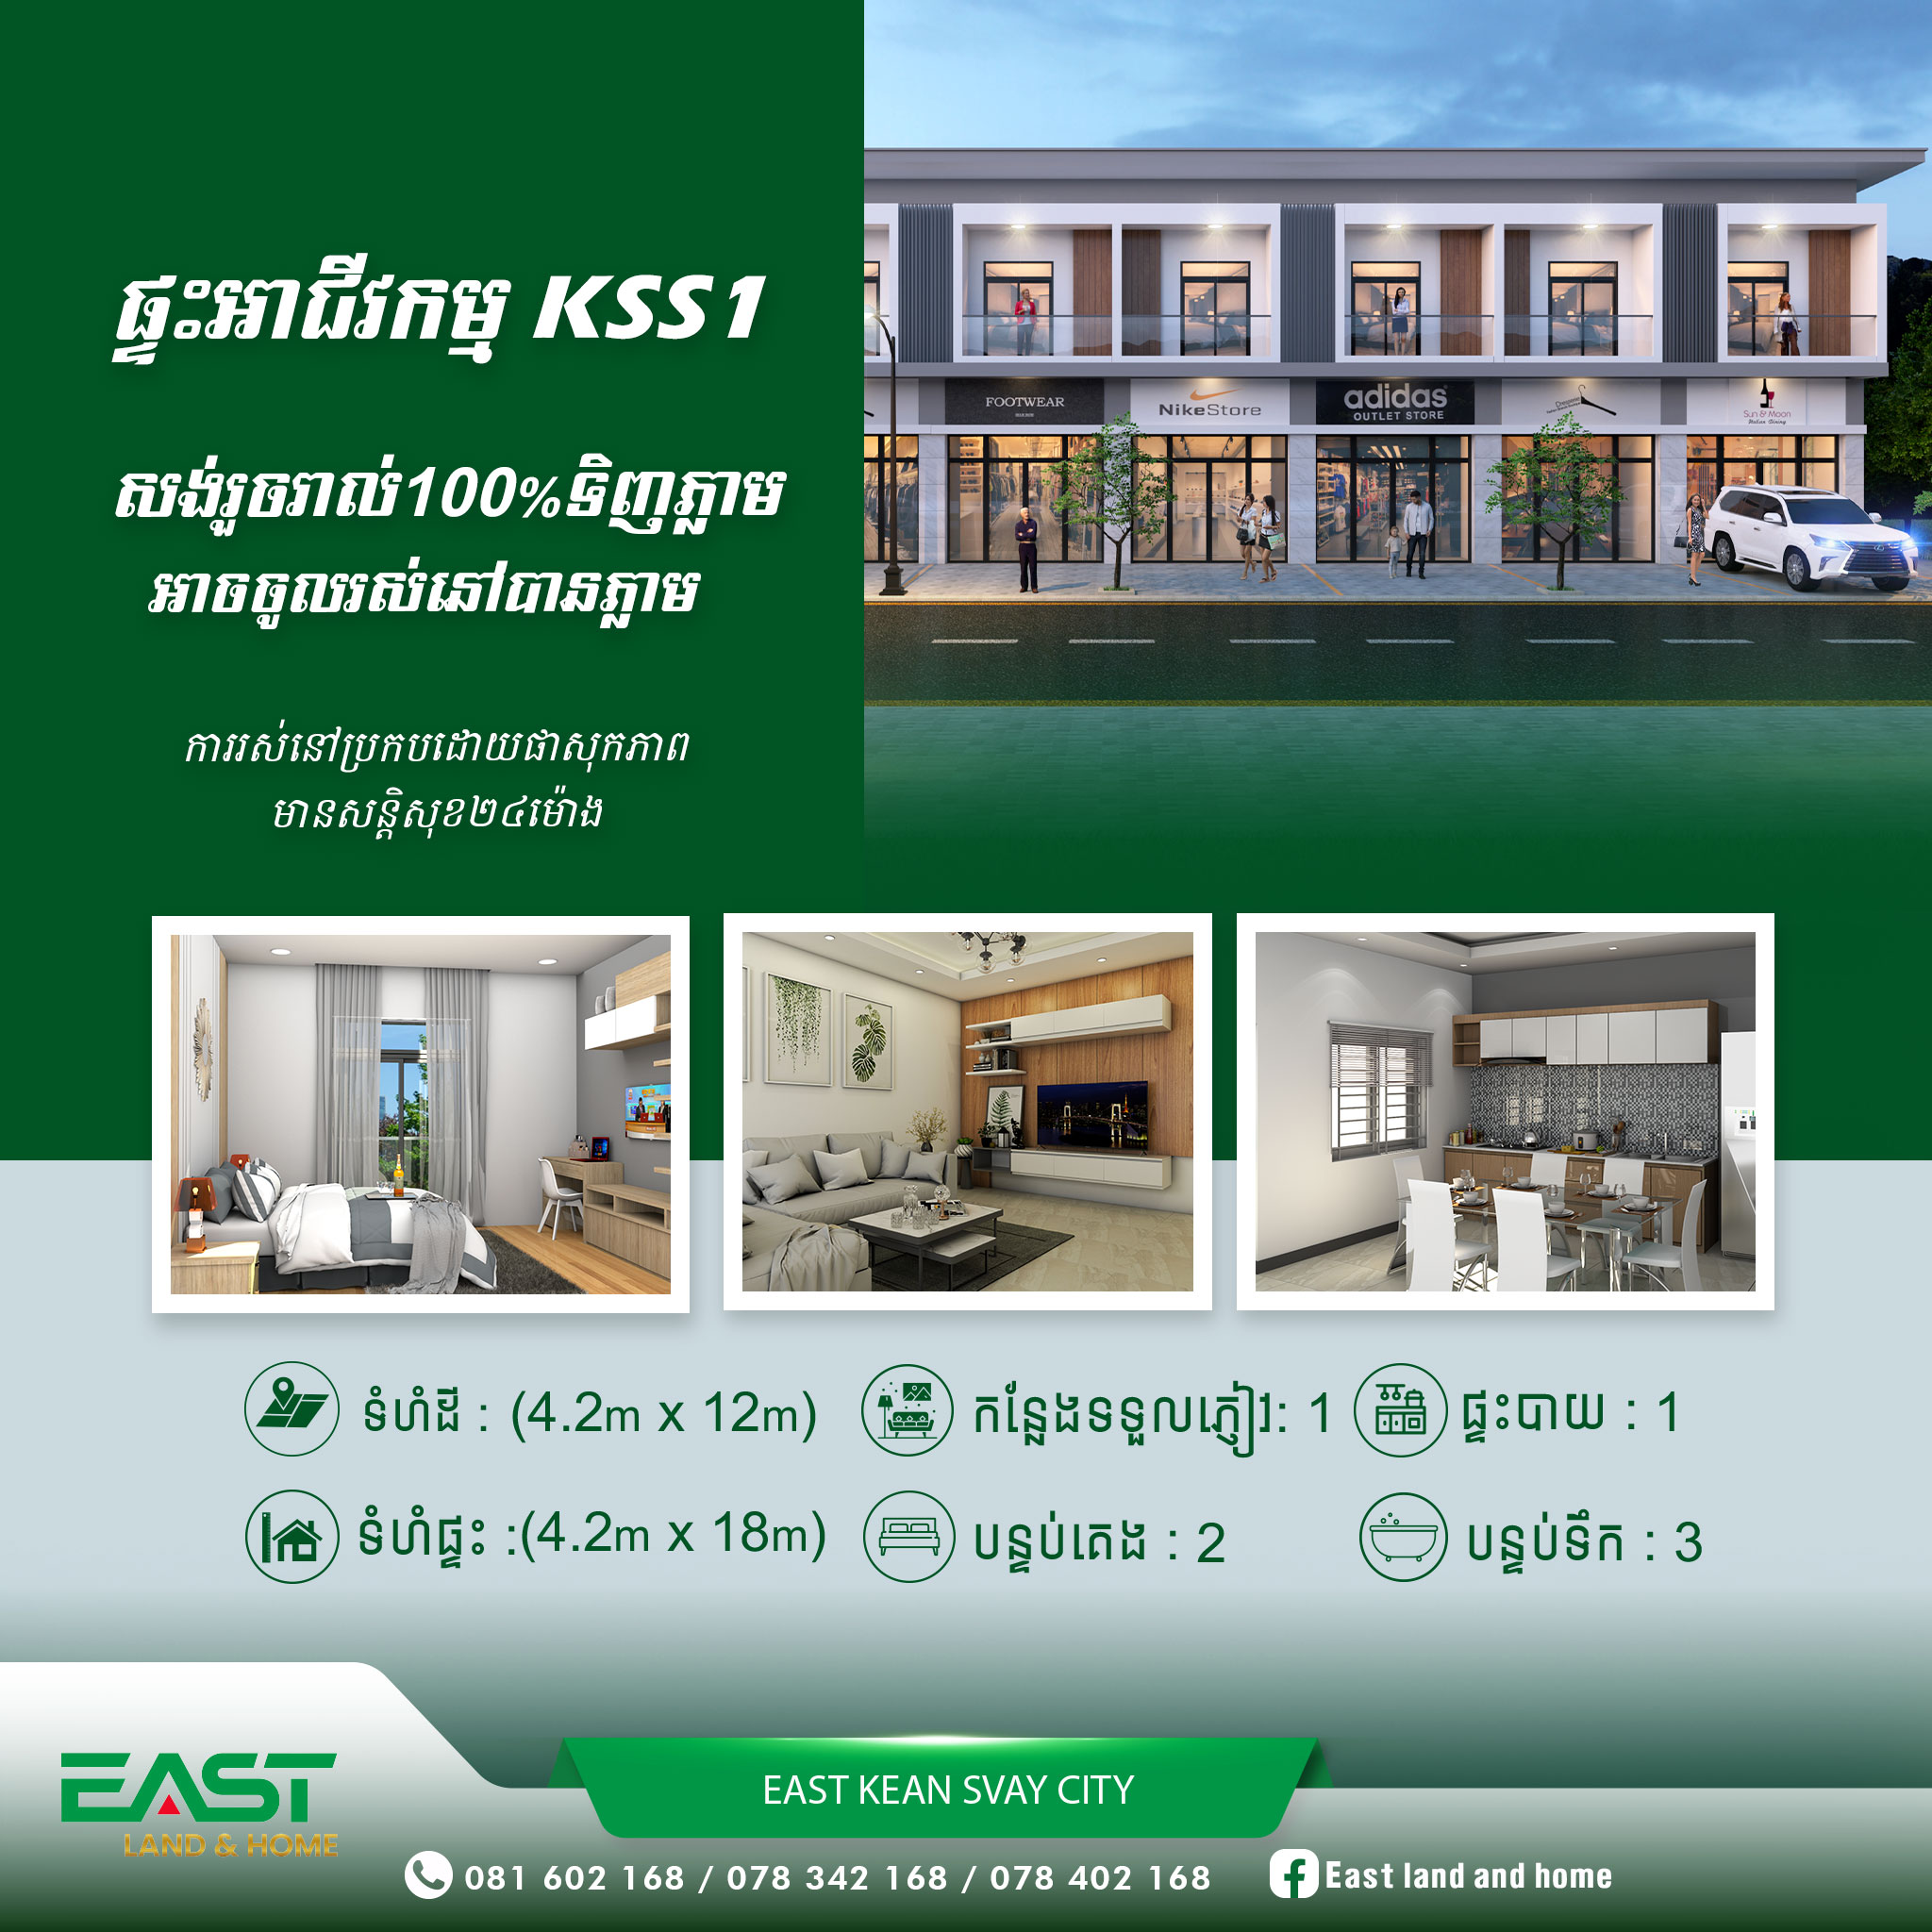 ផ្ទះអាជីវកម្ម KSS1
សង់រួចរាល់100%ទិញភ្លាម
អាចចូលរស់នៅបានភ្លាម
ការរស់នៅប្រកបដោយផាសុកភាព
មានសន្តិសុខ២៤ម៉ោង
FOOTWEAR
NikeStore
adidas
OUTLET STORE
Sun & Moon
Italian Dining
ទំហំដី : (4.2m x 12m)
កន្លែងទទួលភ្ញៀវ: 1
ផ្ទះបាយ : 1
ទំហំផ្ទះ :(4.2m x 18m)
បន្ទប់គេង : 2
បន្ទប់ទឹក : 3
EAST
LAND & HOME
EAST KEAN SVAY CITY
081 602 168 / 078 342 168 / 078 402 168
East land and home